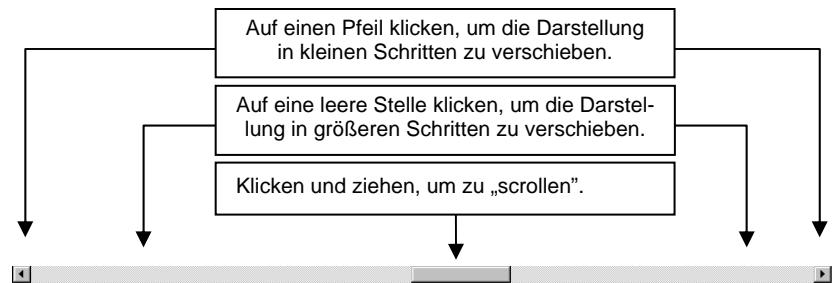 Auf einen Pfeil klicken, um die Darstellung
in kleinen Schritten zu verschieben.
Auf eine leere Stelle klicken, um die Darstel-
lung in größeren Schritten zu verschieben.
Klicken und ziehen, um zu „scrollen”.